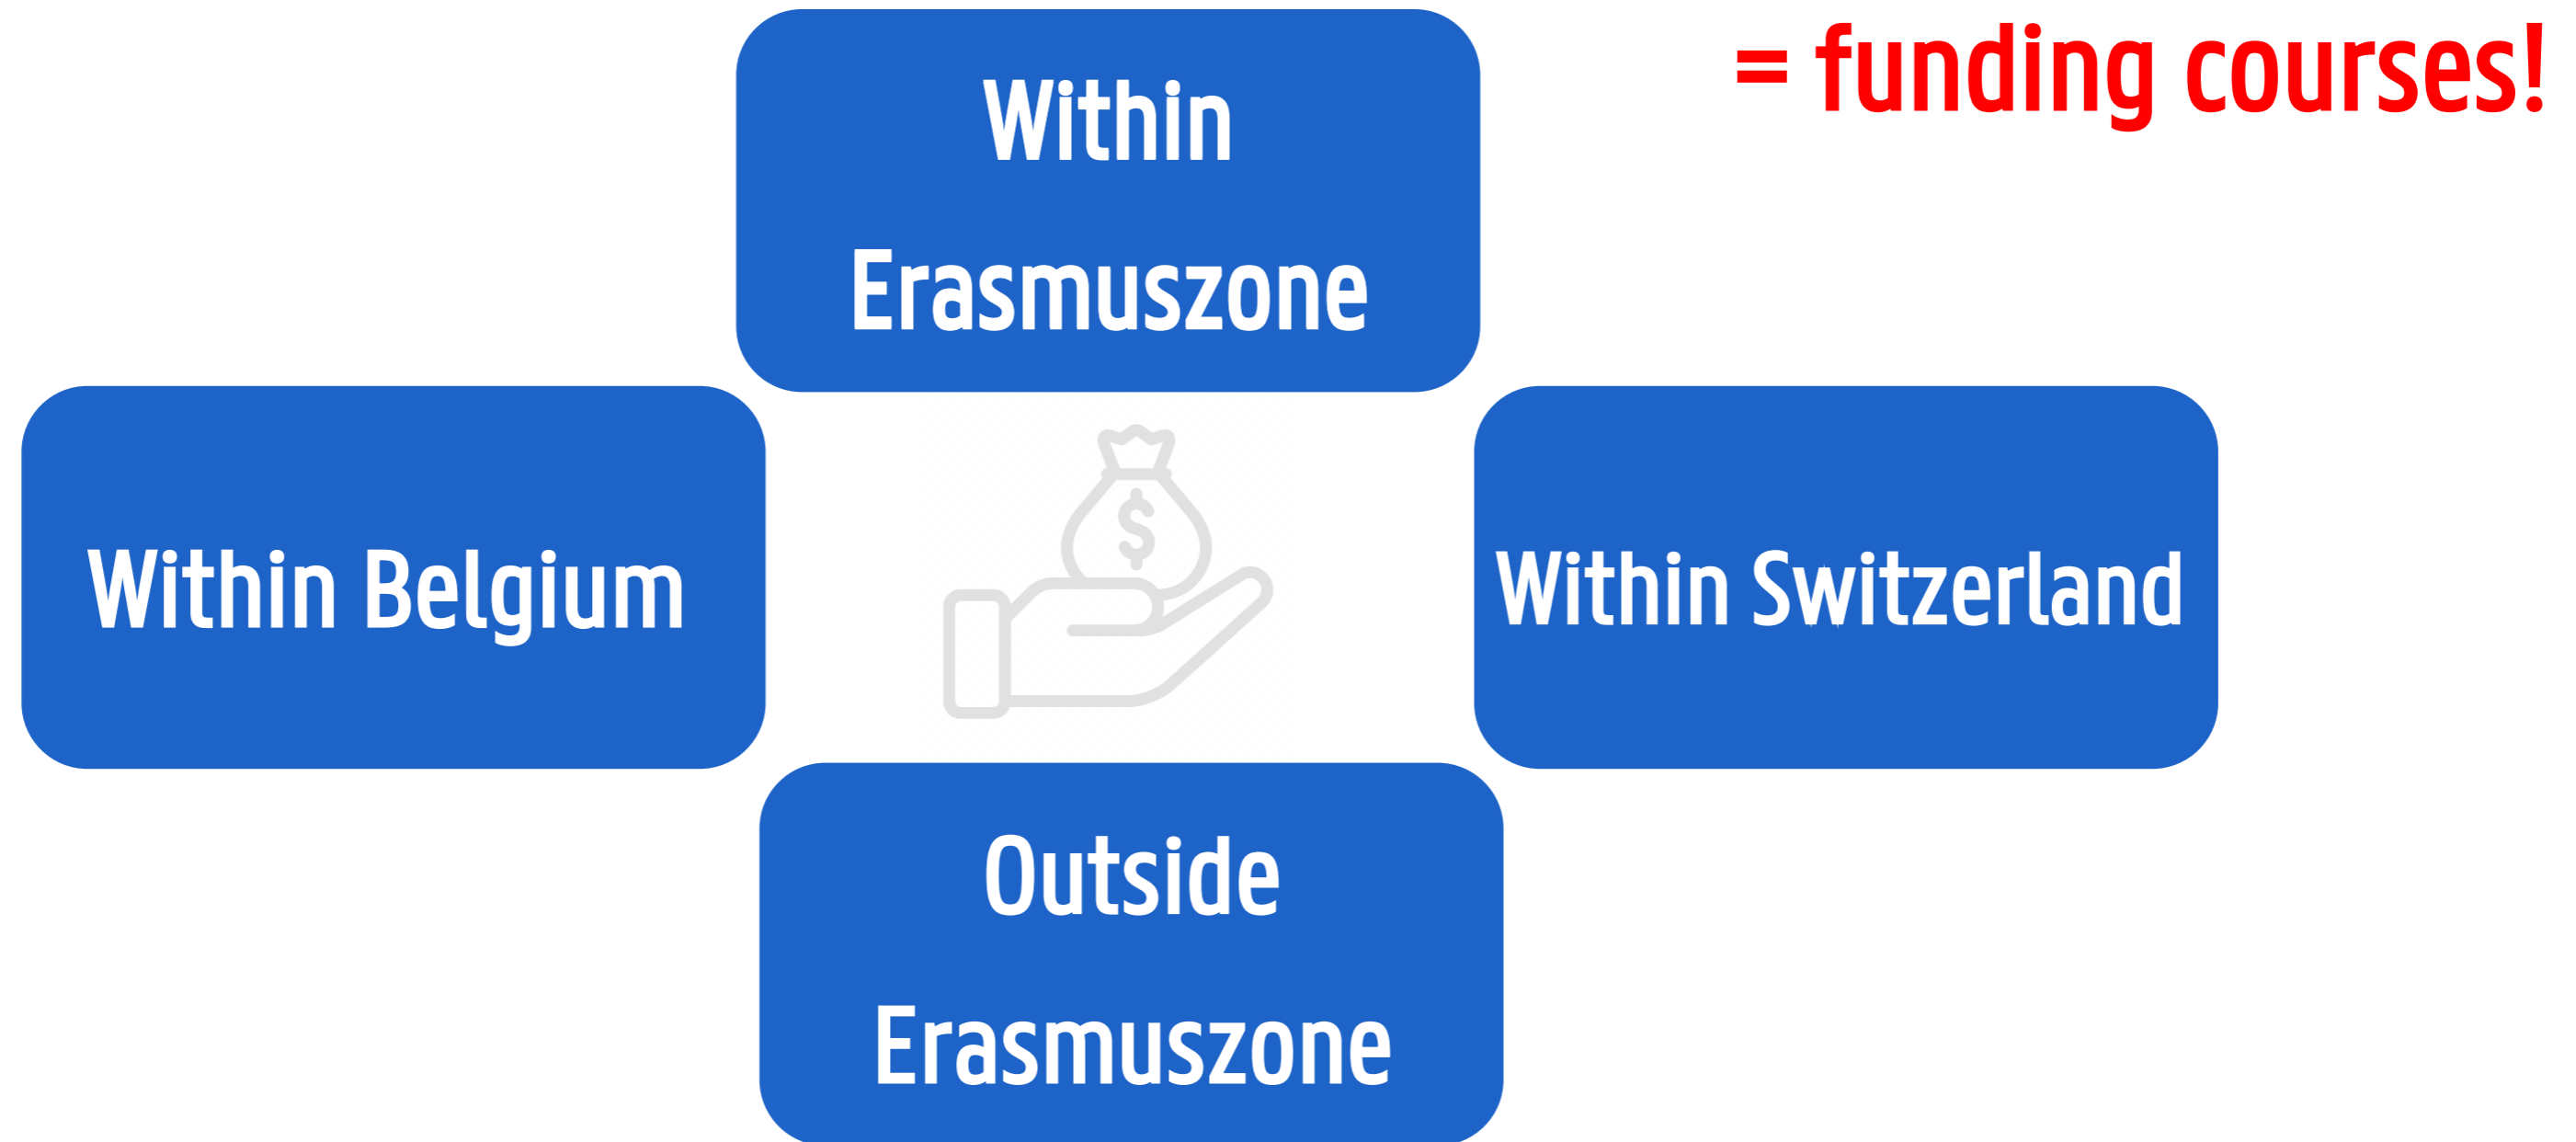 = funding courses!
Within
Erasmuszone
Within Belgium
$
Within Switzerland
Outside
Erasmuszone